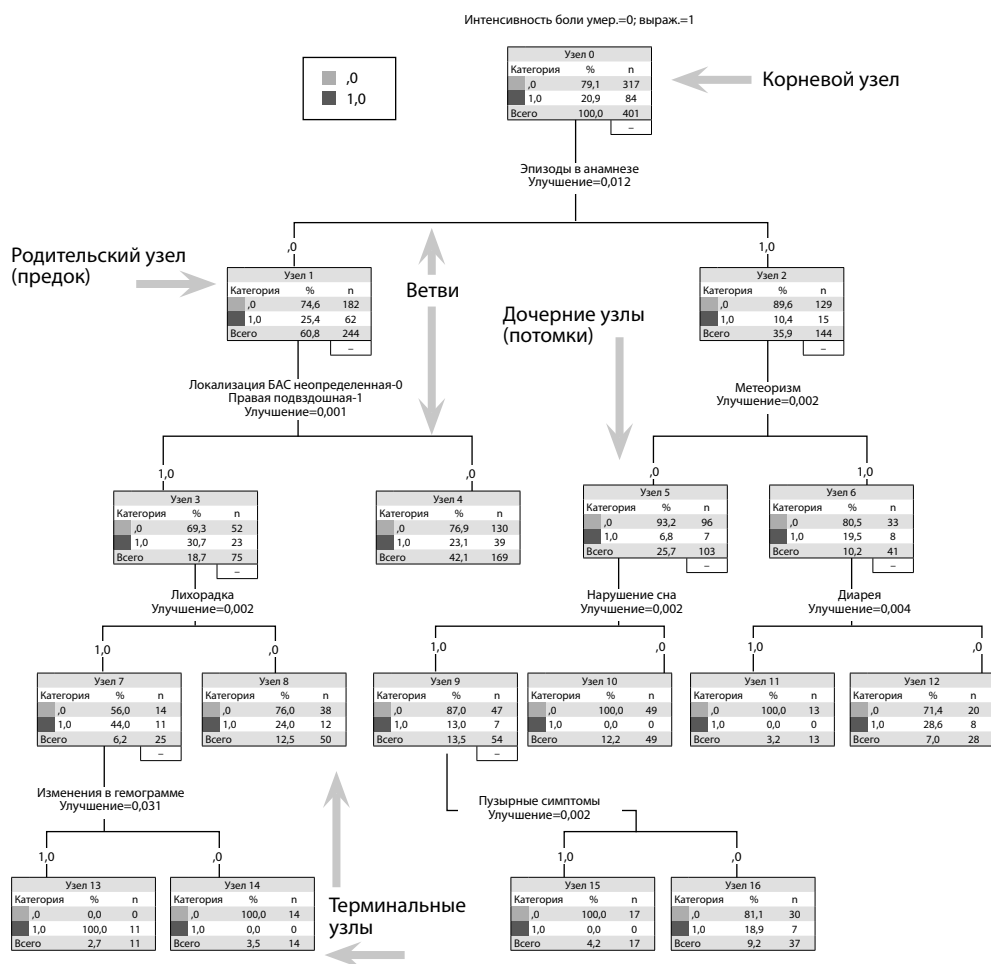 Интенсивность боли умер.=0; выраж.=1
,0
1,0
Узел 0
Категория % n
,0 79,1 317
1,0 20,9 84
Всего 100,0 401
–
Корневой узел
Эпизоды в анамнезе
Улучшение=0,012
,0
1,0
Родительский узел
(предок)
Узел 1
Категория % n
,0 74,6 182
1,0 25,4 62
Всего 60,8 244
–
Ветви
Дочерние узлы
(потомки)
Узел 2
Категория % n
,0 89,6 129
1,0 10,4 15
Всего 35,9 144
–
Локализация БАС неопределенная-0
Правая подвздошная-1
Улучшение=0,001
Метеоризм
Улучшение=0,002
1,0
,0
,0
1,0
Узел 3
Категория % n
,0 69,3 52
1,0 30,7 23
Всего 18,7 75
–
Узел 4
Категория % n
,0 76,9 130
1,0 23,1 39
Всего 42,1 169
Узел 5
Категория % n
,0 93,2 96
1,0 6,8 7
Всего 25,7 103
–
Узел 6
Категория % n
,0 80,5 33
1,0 19,5 8
Всего 10,2 41
–
Лихорадка
Улучшение=0,002
Нарушение сна
Улучшение=0,002
Диарея
Улучшение=0,004
1,0
,0
1,0
,0
1,0
,0
Узел 7
Категория % n
,0 56,0 14
1,0 44,0 11
Всего 6,2 25
–
Узел 8
Категория % n
,0 76,0 38
1,0 24,0 12
Всего 12,5 50
Узел 9
Категория % n
,0 87,0 47
1,0 13,0 7
Всего 13,5 54
–
Узел 10
Категория % n
,0 100,0 49
1,0 0,0 0
Всего 12,2 49
Узел 11
Категория % n
,0 100,0 13
1,0 0,0 0
Всего 3,2 13
Узел 12
Категория % n
,0 71,4 20
1,0 28,6 8
Всего 7,0 28
Изменения в гемограмме
Улучшение=0,031
Пузырные симптомы
Улучшение=0,002
1,0
,0
1,0
,0
Узел 13
Категория % n
,0 0,0 0
1,0 100,0 11
Всего 2,7 11
Узел 14
Категория % n
,0 100,0 14
1,0 0,0 0
Всего 3,5 14
Терминальные
узлы
Узел 15
Категория % n
,0 100,0 17
1,0 0,0 0
Всего 4,2 17
Узел 16
Категория % n
,0 81,1 30
1,0 18,9 7
Всего 9,2 37